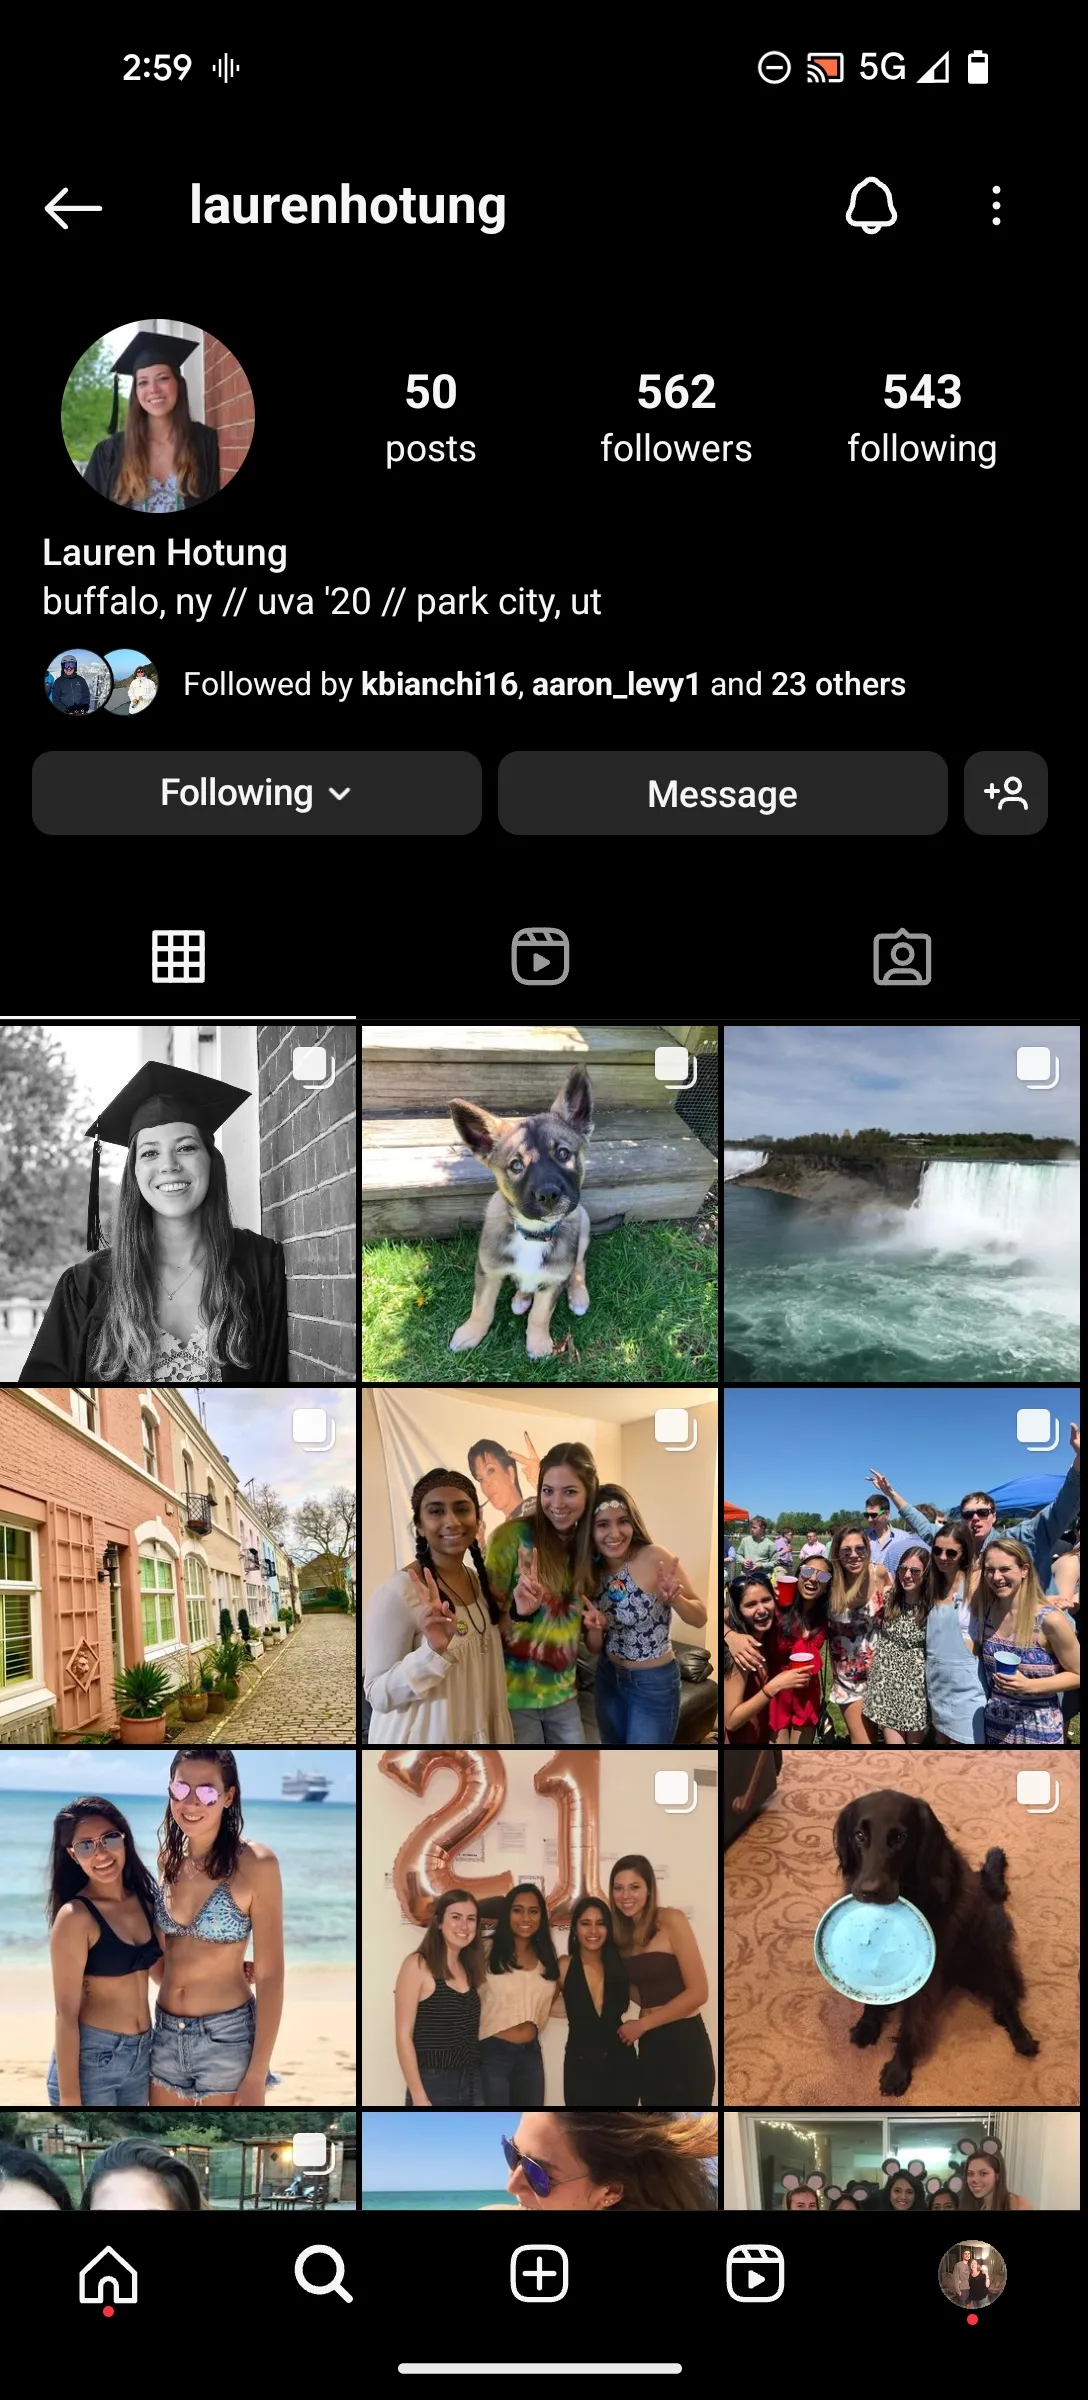 2:59
5G
laurenhotung
50
posts
562
followers
543
following
Lauren Hotung
buffalo, ny // uva '20 // park city, ut
Followed by kbianchi16, aaron_levy1 and 23 others
Following
Message
21